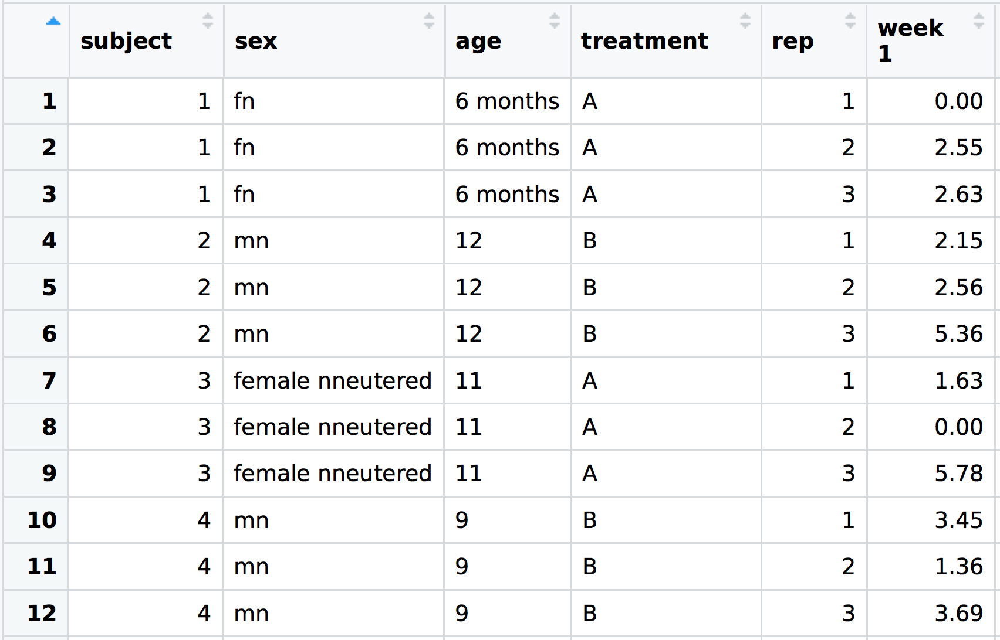 subject sex age treatment rep week 1
1 1 fn 6 months A 1 0.00
2 1 fn 6 months A 2 2.55
3 1 fn 6 months A 3 2.63
4 2 mn 12 B 1 2.15
5 2 mn 12 B 2 2.56
6 2 mn 12 B 3 5.36
7 3 female nneutered 11 A 1 1.63
8 3 female nneutered 11 A 2 0.00
9 3 female nneutered 11 A 3 5.78
10 4 mn 9 B 1 3.45
11 4 mn 9 B 2 1.36
12 4 mn 9 B 3 3.69